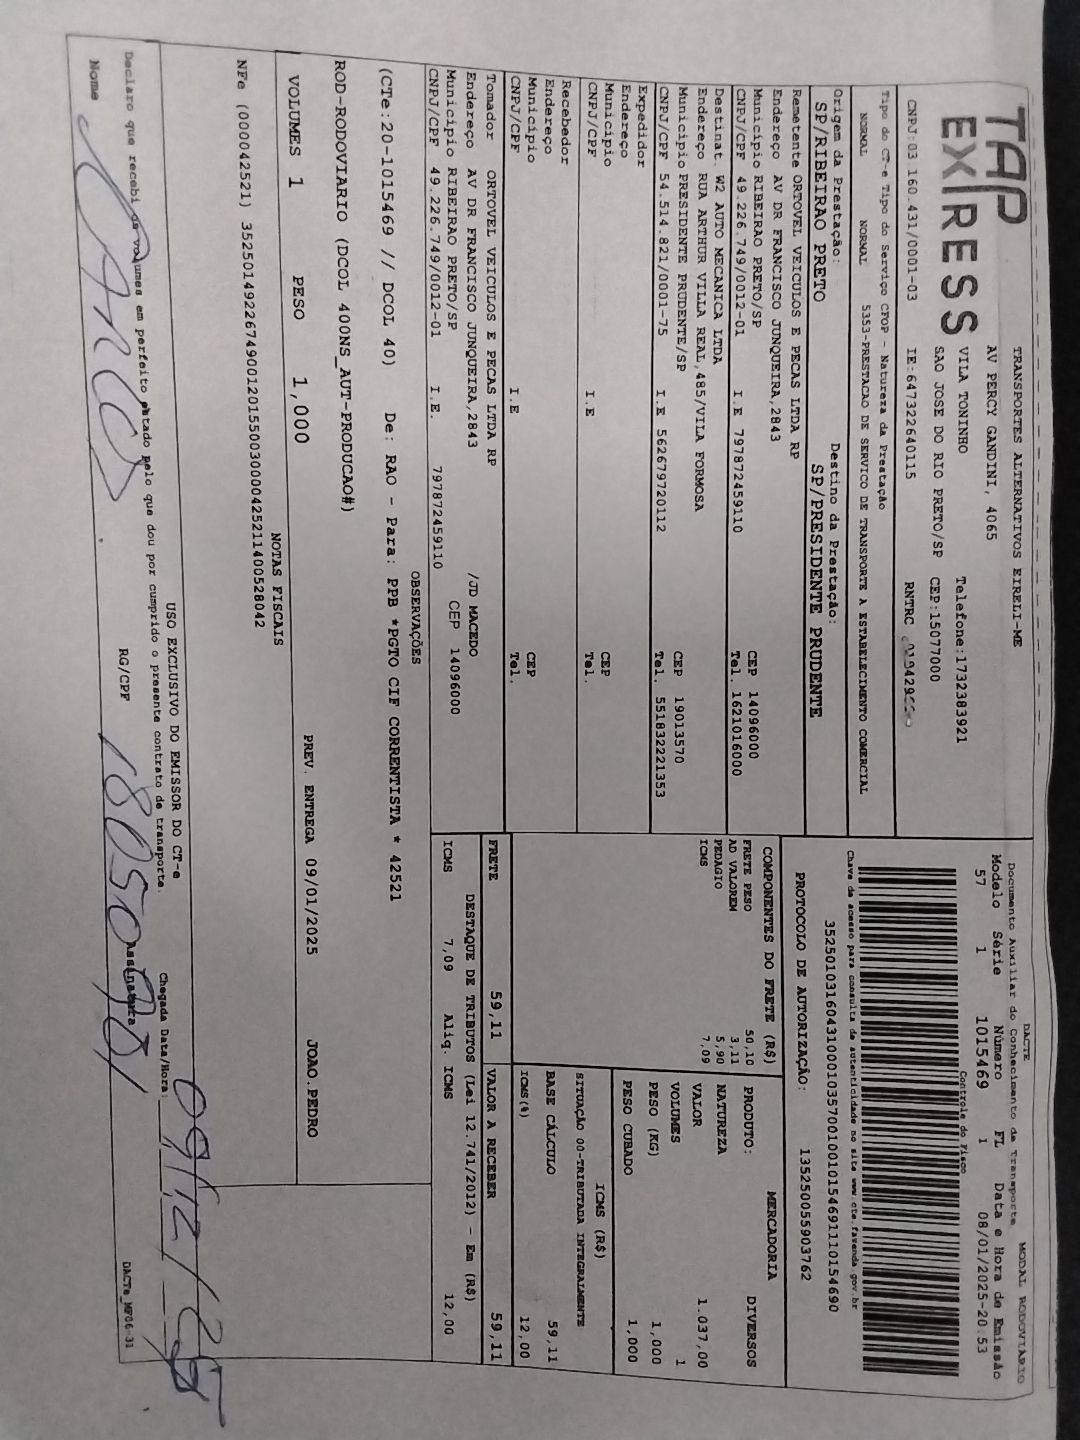 TAP
EXPRESS
TRANSPORTES ALTERNATIVOS EIRELI-ME
AV PERCY GANDINI, 4065
VILA TONINHO
Telefone:1732383921
SAO JOSE DO RIO PRETO/SP
CEP:15077000
CNPJ:03 160.431/0001-03
IE:647322640115
RNTRC
Tipo do CT-e Tipo do Serviço CFOP - Natureza da Prestação
NORMAL NORMAL 5353-PRESTACAO DE SERVICO DE TRANSPORTE A ESTABELECIMENTO COMERCIAL
Origem da Prestação:
SP/RIBEIRAO PRETO
Destino da Prestação:
SP/PRESIDENTE PRUDENTE
Remetente ORTOVEL VEICULOS E PECAS LTDA RP
Endereço AV DR FRANCISCO JUNQUEIRA,2843
Município RIBEIRAO PRETO/SP CEP 14096000
CNPJ/CPF 49.226.749/0012-01 I.E 797872459110 Tel. 1621016000
Destinat. W2 AUTO MECANICA LTDA
Endereço RUA ARTHUR VILLA REAL,485/VILA FORMOSA
Município PRESIDENTE PRUDENTE/SP CEP 19013570
CNPJ/CPF 54.514.821/0001-75 I.E 562679720112 Tel. 551832221353
Expedidor
Endereço
Município CEP
CNPJ/CPF I.E Tel.
Recebedor
Endereço
Município CEP
CNPJ/CPF I.E Tel.
Tomador ORTOVEL VEICULOS E PECAS LTDA RP
Endereço AV DR FRANCISCO JUNQUEIRA,2843 /JD MACEDO
Município RIBEIRAO PRETO/SP CEP 14096000
CNPJ/CPF 49.226.749/0012-01 I.E. 797872459110
DACTE MODAL RODOVIÁRIO
Documento Auxiliar do Conhecimento de Transporte
Modelo Série Número FL Data e Hora de Emissão
57 1 1015469 1 08/01/2025-20:53
Controle do Fisco
Chave de acesso para consulta de autenticidade no site www.cte.fazenda.gov.br
35250103160431000103570010010154691110154690
PROTOCOLO DE AUTORIZAÇÃO: 135250055903762
COMPONENTES DO FRETE (R$)
FRETE PESO 50,10
AD VALOREM 3,11
PEDAGIO 5,90
ICMS 7,09
MERCADORIA
PRODUTO: DIVERSOS
NATUREZA
VALOR 1.037,00
VOLUMES 1
PESO (KG) 1,000
PESO CUBADO 1,000
ICMS (R$)
SITUAÇÃO 00-TRIBUTADA INTEGRALMENTE
BASE CÁLCULO 59,11
ICMS(%) 12,00
FRETE 59,11 VALOR A RECEBER 59,11
DESTAQUE DE TRIBUTOS (Lei 12.741/2012) - Em (R$)
ICMS 7,09 Aliq. ICMS 12,00
OBSERVAÇÕES
(CTe:20-1015469 // DCOL 40) De: RAO - Para: PPB *PGTO CIF CORRENTISTA * 42521
ROD-RODOVIARIO (DCOL 400NS_AUT-PRODUCAO#)
VOLUMES 1 PESO 1,000 PREV. ENTREGA 09/01/2025 JOAO.PEDRO
NOTAS FISCAIS
NFe (000042521) 35250149226749001201550030000425211400528042
USO EXCLUSIVO DO EMISSOR DO CT-e
Declaro que recebi os volumes em perfeito estado pelo que dou por cumprido o presente contrato de transporte.
Chegada Data/Hora: 09/12/25
Nome RG/CPF Assinatura
DACTe_MP06-31